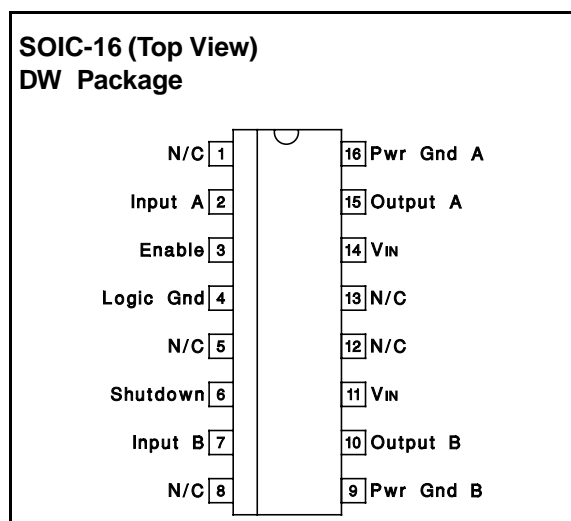 SOIC-16 (Top View)
DW Package
N/C 1 16 Pwr Gnd A
Input A 2 15 Output A
Enable 3 14 VIN
Logic Gnd 4 13 N/C
N/C 5 12 N/C
Shutdown 6 11 VIN
Input B 7 10 Output B
N/C 8 9 Pwr Gnd B